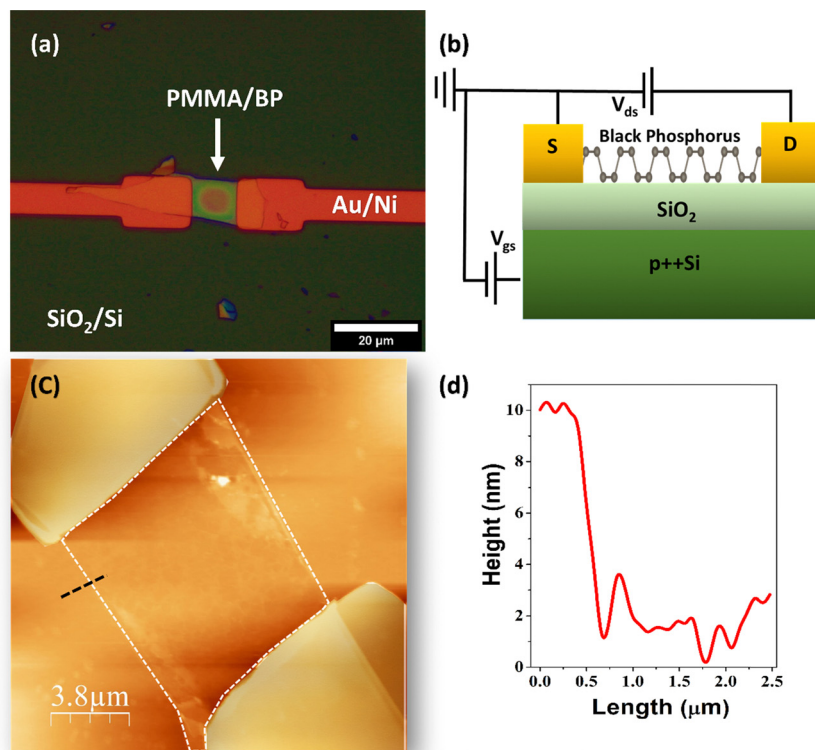 (a)
PMMA/BP
Au/Ni
SiO₂/Si
20 μm
(b)
Vds
S
Black Phosphorus
D
SiO₂
Vgs
p++Si
(C)
3.8μm
(d)
Height (nm)
10
8
6
4
2
0
0.0 0.5 1.0 1.5 2.0 2.5
Length (μm)